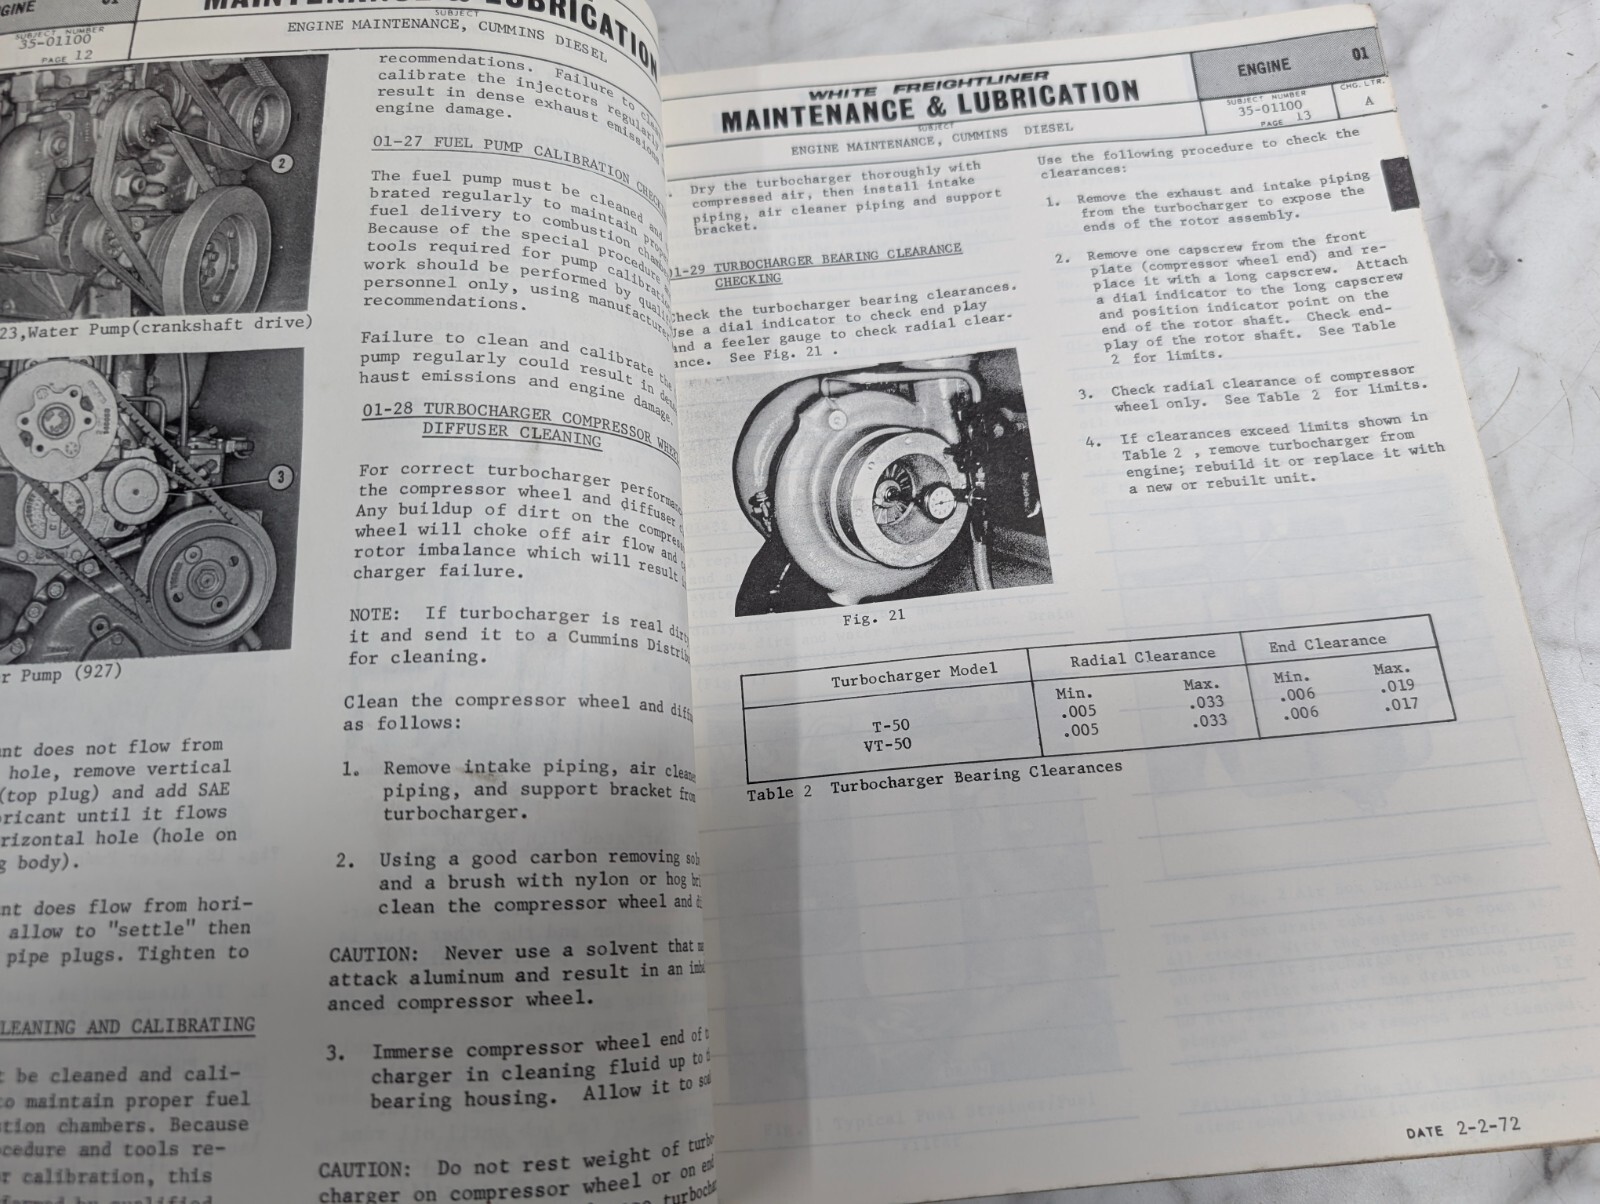 GINE
01
SUBJECT NUMBER
35-01100
PAGE 12
MAINTENANCE & LUBRICATION
SUBJECT
ENGINE MAINTENANCE, CUMMINS DIESEL
2
23,Water Pump(crankshaft drive)
3
r Pump (927)
nt does not flow from
hole, remove vertical
(top plug) and add SAE
ricant until it flows
rizontal hole (hole on
g body).
nt does flow from hori-
allow to "settle" then
pipe plugs. Tighten to
LEANING AND CALIBRATING
t be cleaned and cali-
to maintain proper fuel
tion chambers. Because
cedure and tools re-
r calibration, this
recommendations. Failure to
calibrate the injectors regularly
result in dense exhaust emissions
engine damage.
01-27 FUEL PUMP CALIBRATION
The fuel pump must be cleaned and
brated regularly to maintain
fuel delivery to combustion
Because of the special procedure
tools required for pump
work should be performed by
personnel only, using
recommendations.
Failure to clean and calibrate the
pump regularly could result in
haust emissions and engine damage.
01-28 TURBOCHARGER COMPRESSOR
DIFFUSER CLEANING
For correct turbocharger
the compressor wheel and diffuser
Any buildup of dirt on the
wheel will choke off air flow and
rotor imbalance which will result
charger failure.
NOTE: If turbocharger is real
it and send it to a Cummins
for cleaning.
Clean the compressor wheel and
as follows:
1. Remove intake piping, air
piping, and support bracket
turbocharger.
2. Using a good carbon removing
and a brush with nylon or hog
clean the compressor wheel and
CAUTION: Never use a solvent that
attack aluminum and result in an
anced compressor wheel.
3. Immerse compressor wheel end of
charger in cleaning fluid up to
bearing housing. Allow it to
CAUTION: Do not rest weight of
charger on compressor wheel or on
WHITE FREIGHTLINER
MAINTENANCE & LUBRICATION
SUBJECT
ENGINE MAINTENANCE, CUMMINS DIESEL
ENGINE 01
SUBJECT NUMBER
35-01100
PAGE 13
CHG. LTR.
A
. Dry the turbocharger thoroughly with
compressed air, then install intake
piping, air cleaner piping and support
bracket.
01-29 TURBOCHARGER BEARING CLEARANCE
CHECKING
Check the turbocharger bearing clearances.
Use a dial indicator to check end play
and a feeler gauge to check radial clear-
ance. See Fig. 21 .
Fig. 21
Use the following procedure to check the
clearances:
1. Remove the exhaust and intake piping
from the turbocharger to expose the
ends of the rotor assembly.
2. Remove one capscrew from the front
plate (compressor wheel end) and re-
place it with a long capscrew. Attach
a dial indicator to the long capscrew
and position indicator point on the
end of the rotor shaft. Check end-
play of the rotor shaft. See Table
2 for limits.
3. Check radial clearance of compressor
wheel only. See Table 2 for limits.
4. If clearances exceed limits shown in
Table 2 , remove turbocharger from
engine; rebuild it or replace it with
a new or rebuilt unit.
Turbocharger Model Radial Clearance End Clearance
Min. Max. Min. Max.
T-50 .005 .033 .006 .019
VT-50 .005 .033 .006 .017
Table 2 Turbocharger Bearing Clearances
DATE 2-2-72